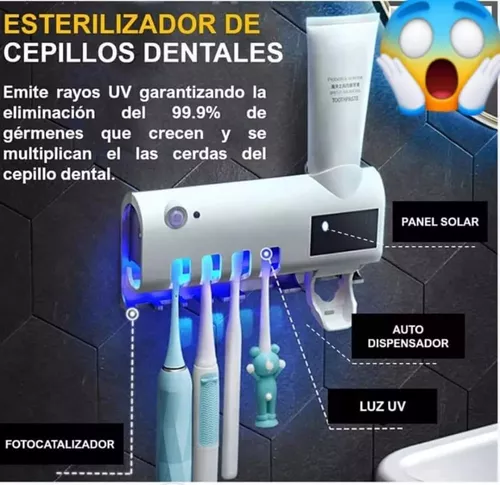 ESTERILIZADOR DE
CEPILLOS DENTALES
Emite rayos UV garantizando la
eliminación del 99.9% de
gérmenes que crecen y se
multiplican el las cerdas del
cepillo dental.
TOOTHPASTE
PANEL SOLAR
AUTO
DISPENSADOR
LUZ UV
FOTOCATALIZADOR